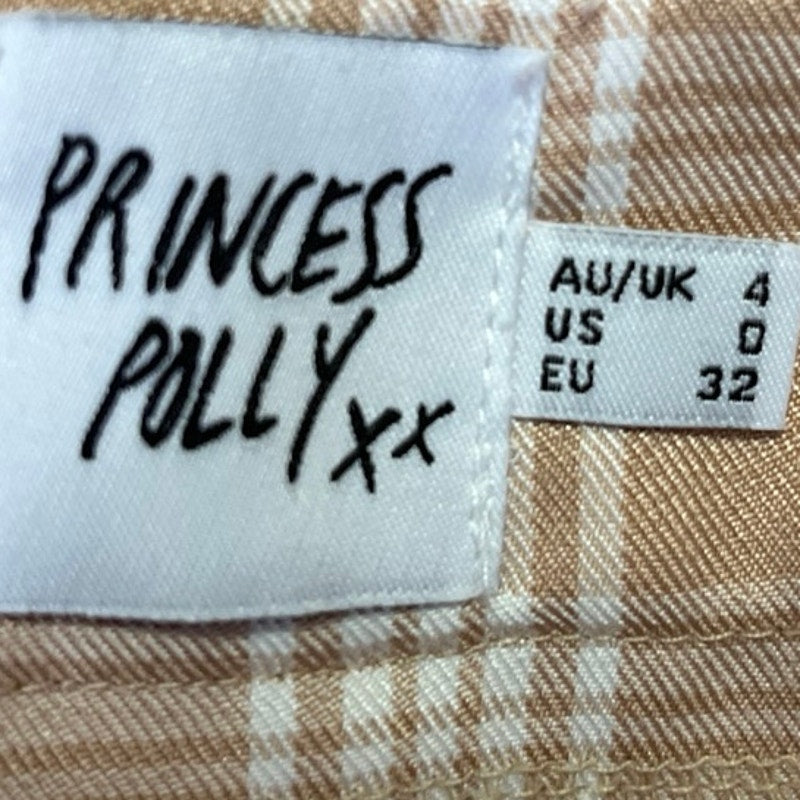 PRINCESS
POLLY xx
AU/UK 4
US 0
EU 32